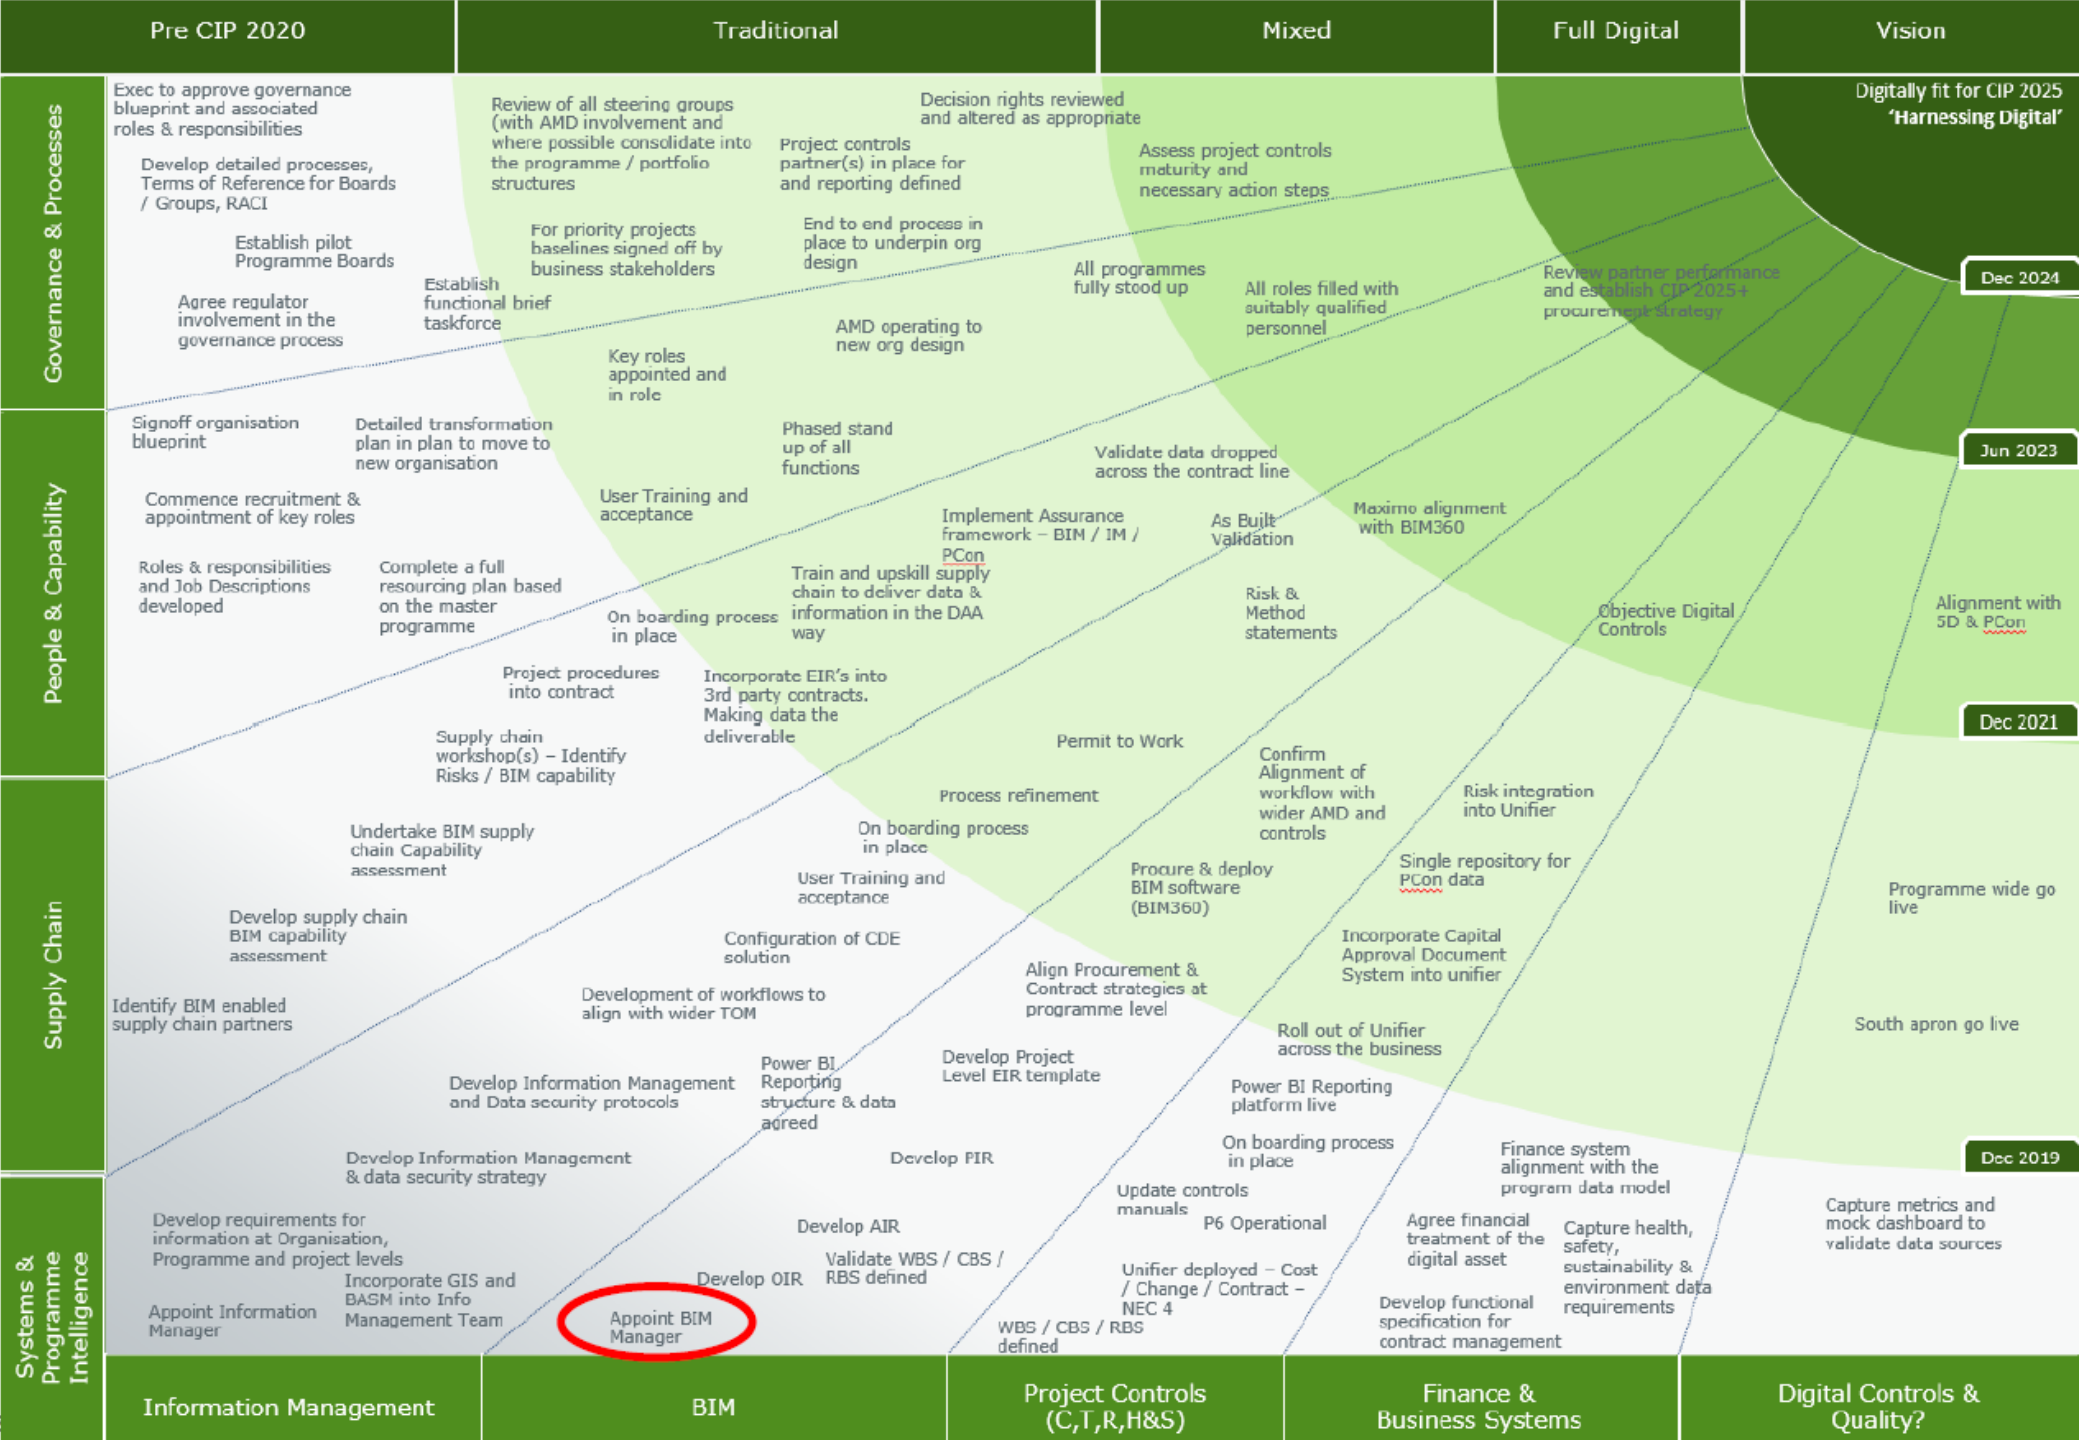 Pre CIP 2020
Traditional
Mixed
Full Digital
Vision
Governance & Processes
People & Capability
Supply Chain
Systems &
Programme
Intelligence
Exec to approve governance
blueprint and associated
roles & responsibilities
Develop detailed processes,
Terms of Reference for Boards
/ Groups, RACI
Establish pilot
Programme Boards
Agree regulator
involvement in the
governance process
Establish
functional brief
taskforce
Review of all steering groups
(with AMD involvement and
where possible consolidate into
the programme / portfolio
structures
For priority projects
baselines signed off by
business stakeholders
Decision rights reviewed
and altered as appropriate
Project controls
partner(s) in place for
and reporting defined
End to end process in
place to underpin org
design
Assess project controls
maturity and
necessary action steps
Digitally fit for CIP 2025
‘Harnessing Digital’
Dec 2024
All programmes
fully stood up
All roles filled with
suitably qualified
personnel
Review partner performance
and establish CIP 2025+
procurement strategy
AMD operating to
new org design
Key roles
appointed and
in role
Signoff organisation
blueprint
Detailed transformation
plan in plan to move to
new organisation
Commence recruitment &
appointment of key roles
Roles & responsibilities
and Job Descriptions
developed
Complete a full
resourcing plan based
on the master
programme
Phased stand
up of all
functions
User Training and
acceptance
Jun 2023
Validate data dropped
across the contract line
Implement Assurance
framework – BIM / IM /
PCon
As Built
Validation
Maximo alignment
with BIM360
Train and upskill supply
chain to deliver data &
information in the DAA
way
On boarding process
in place
Risk &
Method
statements
Objective Digital
Controls
Alignment with
5D & PCon
Project procedures
into contract
Incorporate EIR’s into
3rd party contracts.
Making data the
deliverable
Dec 2021
Supply chain
workshop(s) – Identify
Risks / BIM capability
Permit to Work
Confirm
Alignment of
workflow with
wider AMD and
controls
Process refinement
Risk integration
into Unifier
Undertake BIM supply
chain Capability
assessment
On boarding process
in place
User Training and
acceptance
Procure & deploy
BIM software
(BIM360)
Single repository for
PCon data
Programme wide go
live
Develop supply chain
BIM capability
assessment
Configuration of CDE
solution
Incorporate Capital
Approval Document
System into unifier
Align Procurement &
Contract strategies at
programme level
Identify BIM enabled
supply chain partners
Development of workflows to
align with wider TOM
South apron go live
Roll out of Unifier
across the business
Develop Information Management
and Data security protocols
Power BI
Reporting
structure & data
agreed
Develop Project
Level EIR template
Power BI Reporting
platform live
Develop Information Management
& data security strategy
Develop PIR
On boarding process
in place
Finance system
alignment with the
program data model
Dec 2019
Develop requirements for
information at Organisation,
Programme and project levels
Develop AIR
Update controls
manuals
P6 Operational
Agree financial
treatment of the
digital asset
Capture health,
safety,
sustainability &
environment data
requirements
Capture metrics and
mock dashboard to
validate data sources
Incorporate GIS and
BASM into Info
Management Team
Appoint Information
Manager
Develop OIR
Validate WBS / CBS /
RBS defined
Appoint BIM
Manager
Unifier deployed – Cost
/ Change / Contract –
NEC 4
WBS / CBS / RBS
defined
Develop functional
specification for
contract management
Information Management
BIM
Project Controls
(C,T,R,H&S)
Finance &
Business Systems
Digital Controls &
Quality?